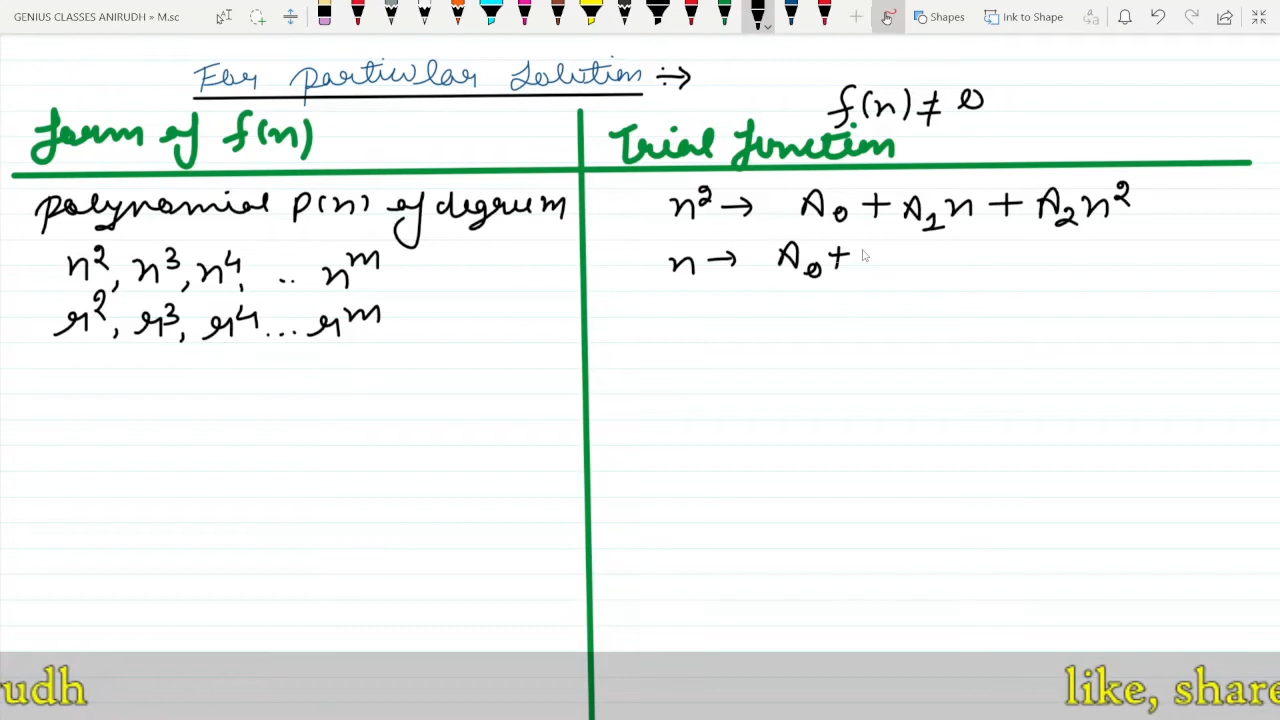 GENIUS CLASSES ANIRUDH » M.sc
Shapes
Ink to Shape
For particular solution :→
f(n) ≠ 0
form of f(n)
Trial function
polynomial P(n) of degree m
n² → A₀ + A₁n + A₂n²
n², n³, n⁴, .. nᵐ
n → A₀ +
r², r³, r⁴ ... rᵐ
rudh
like, share